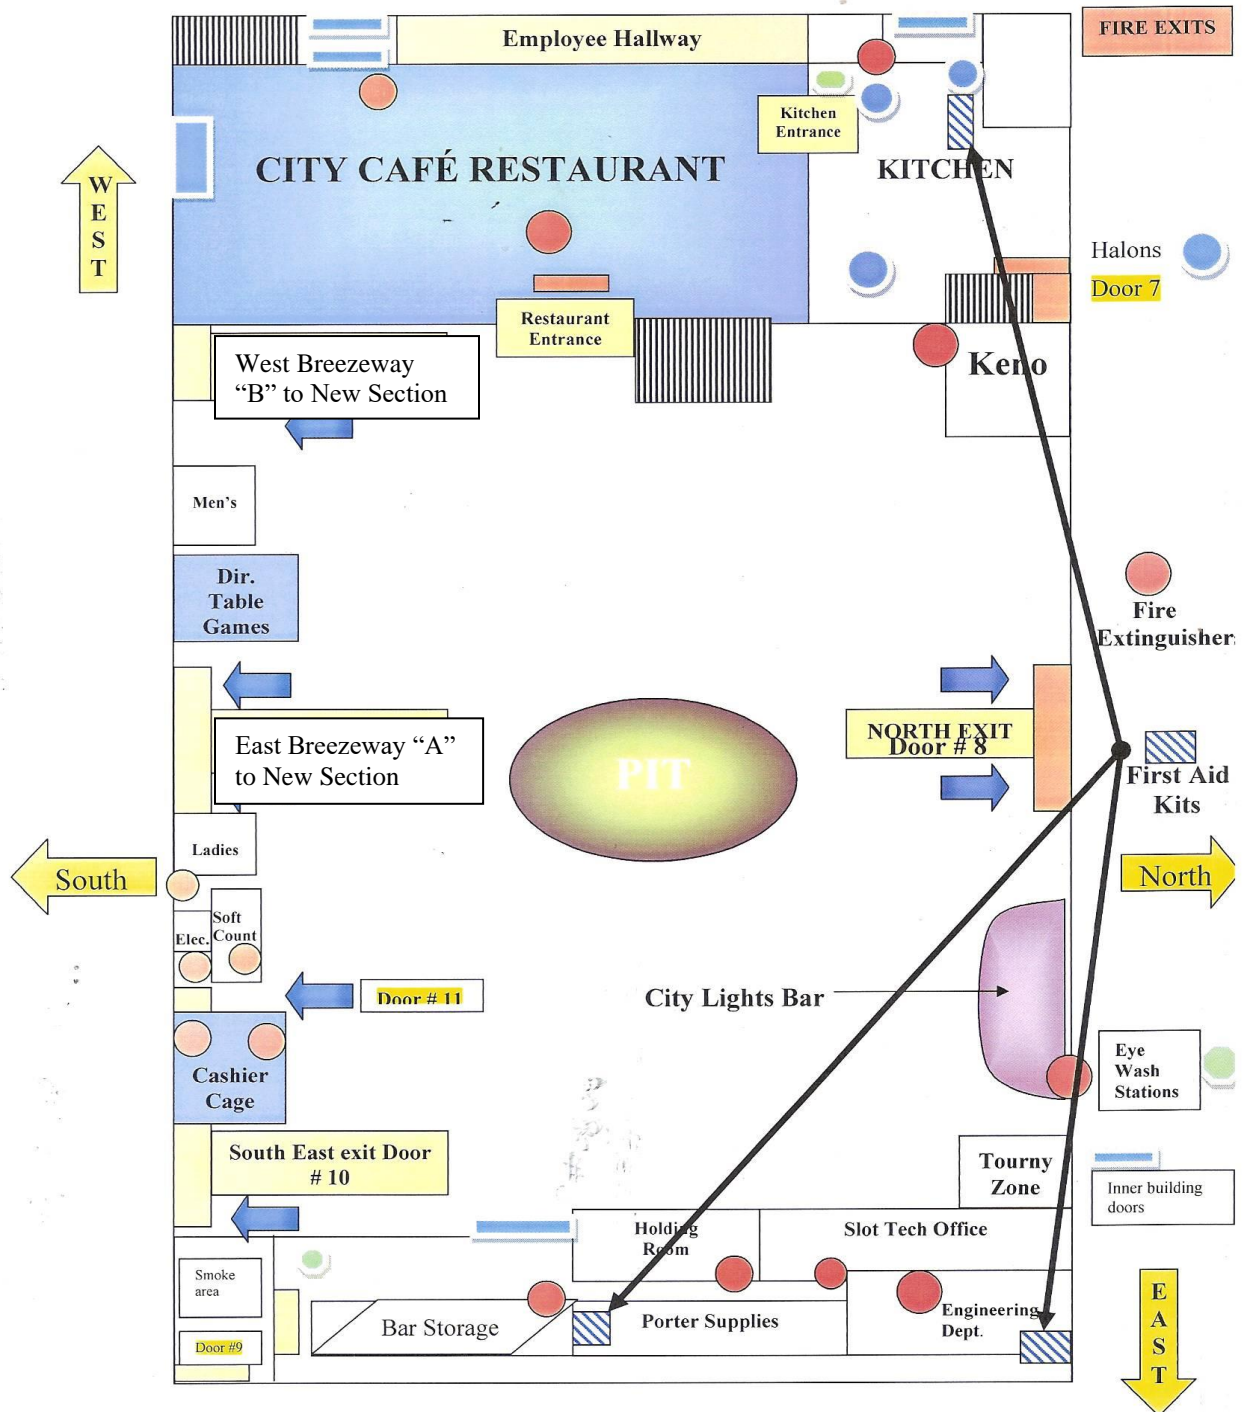 Employee Hallway
FIRE EXITS
Kitchen
Entrance
CITY CAFÉ RESTAURANT
KITCHEN
W
E
S
T
Halons
Door 7
Restaurant
Entrance
West Breezeway
“B” to New Section
Keno
Men’s
Dir.
Table
Games
Fire
Extinguishers
East Breezeway “A”
to New Section
PIT
NORTH EXIT
Door # 8
First Aid
Kits
Ladies
South
North
Soft
Count
Elec.
Door # 11
City Lights Bar
Cashier
Cage
Eye
Wash
Stations
South East exit Door
# 10
Tourny
Zone
Inner building
doors
Holding
Room
Slot Tech Office
Smoke
area
Bar Storage
Porter Supplies
Engineering
Dept.
Door #9
E
A
S
T